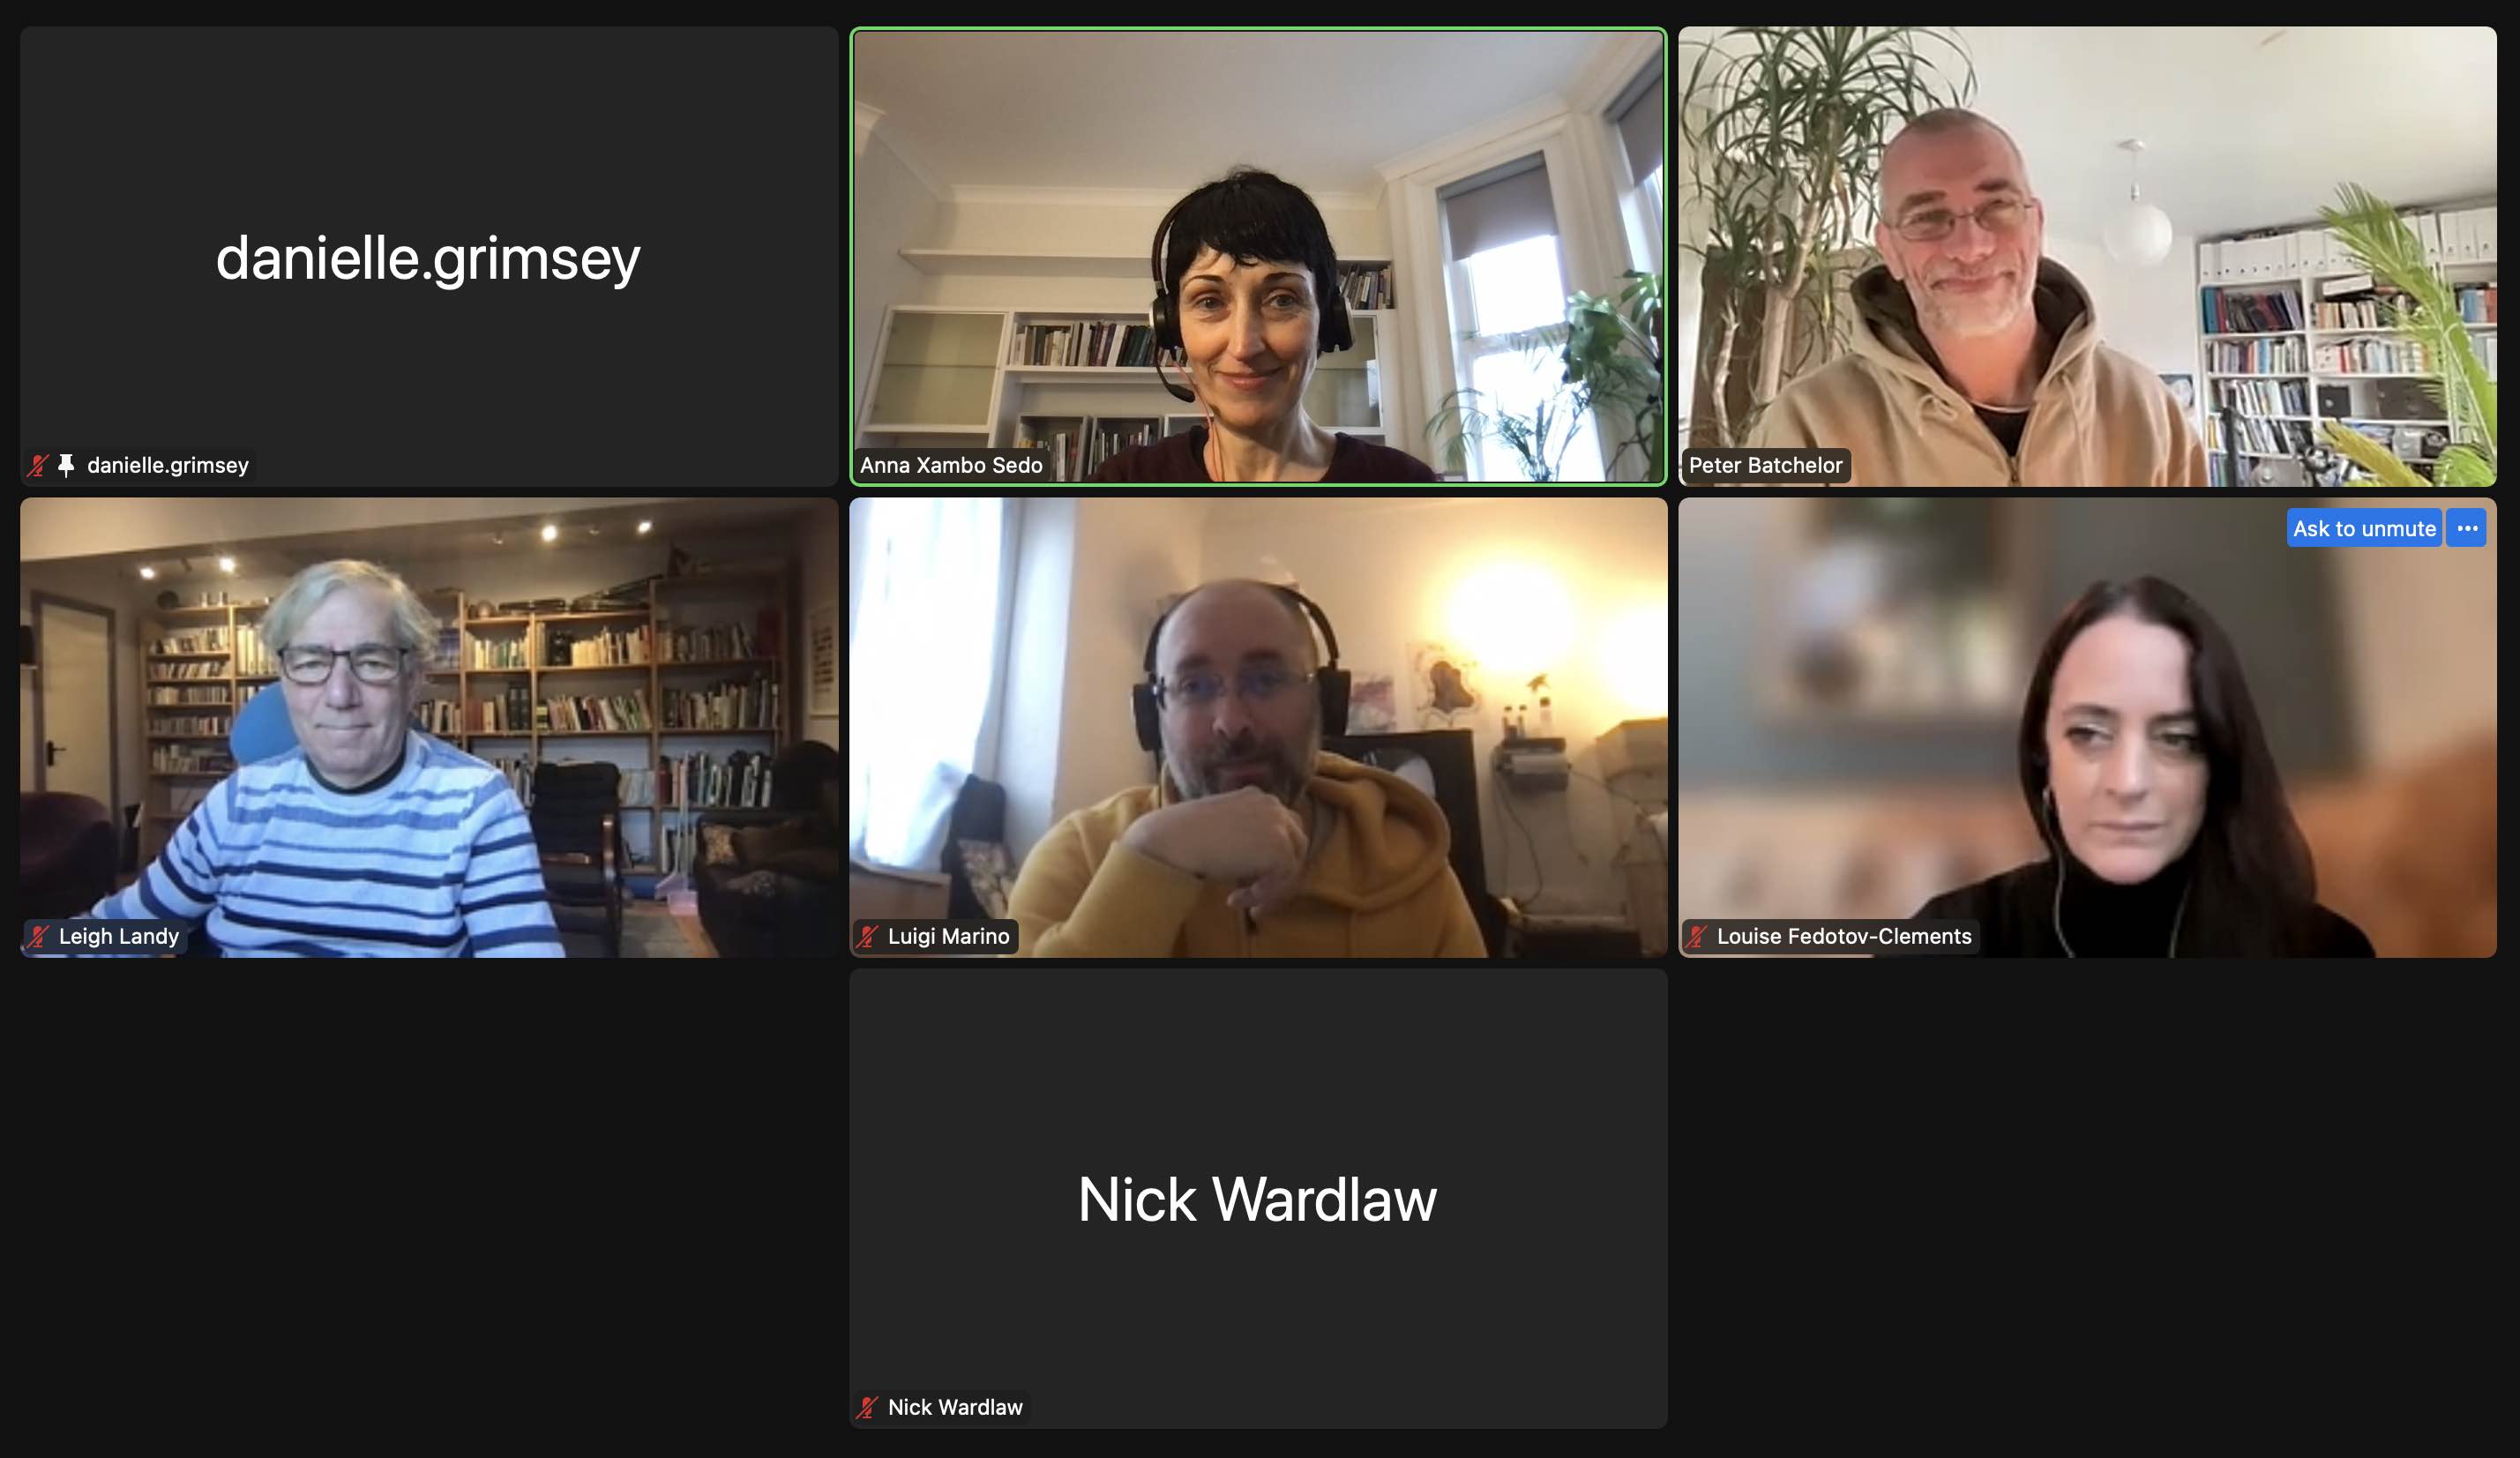 danielle.grimsey
danielle.grimsey
Anna Xambo Sedo
Peter Batchelor
Ask to unmute
Leigh Landy
Luigi Marino
Louise Fedotov-Clements
Nick Wardlaw
Nick Wardlaw